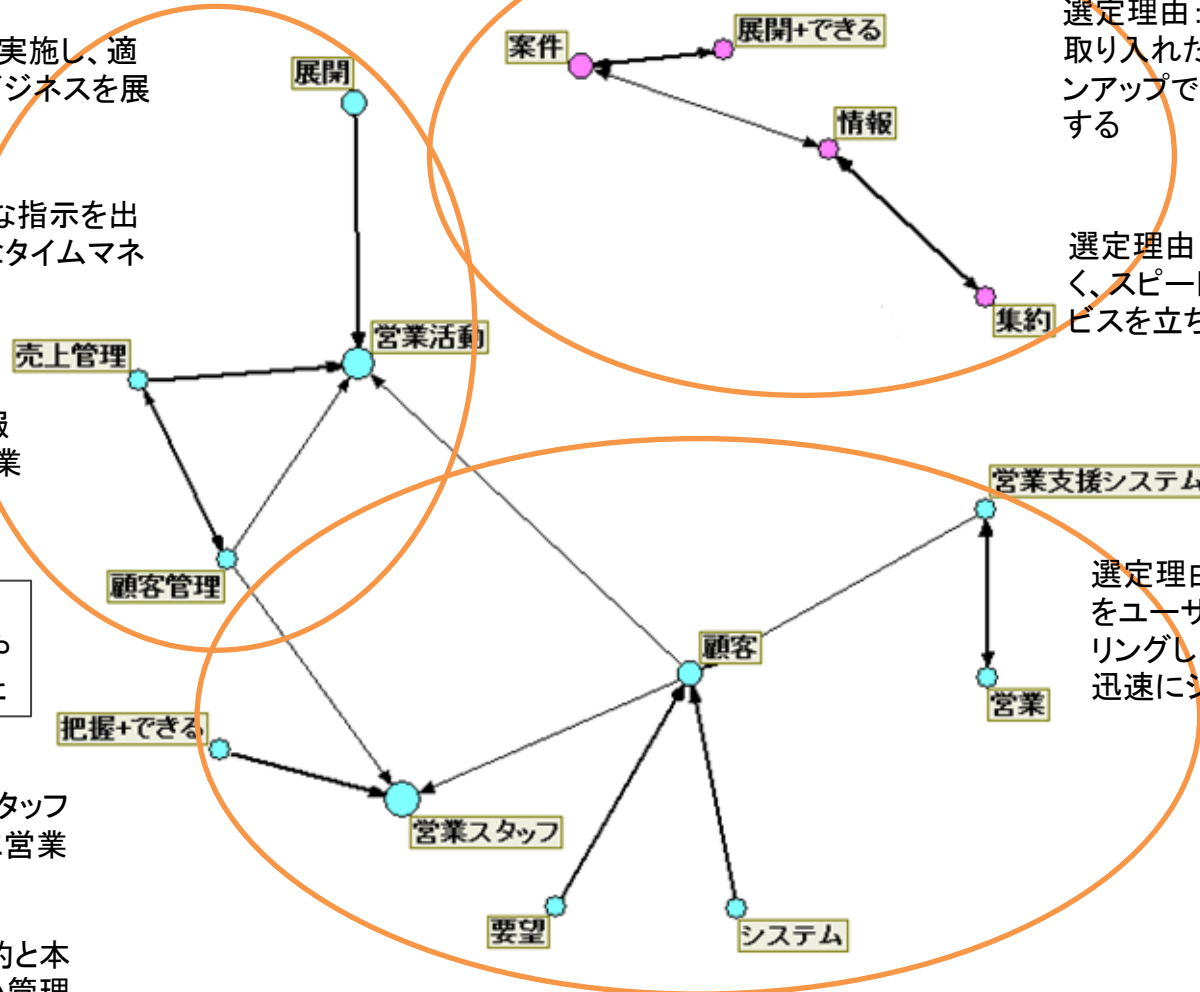 実施し、適
ジネスを展
な指示を出
タイムマネ
展開
案件
展開+できる
情報
集約
選定理由:
取り入れた
ンアップで
する
選定理由
く、スピード
ビスを立ち
売上管理
営業活動
業
顧客管理
営業支援システム
営業
選定理由
をユーザ
リングし
迅速にシ
顧客
把握+できる
営業スタッフ
要望
システム
タッフ
営業
的と本
管理